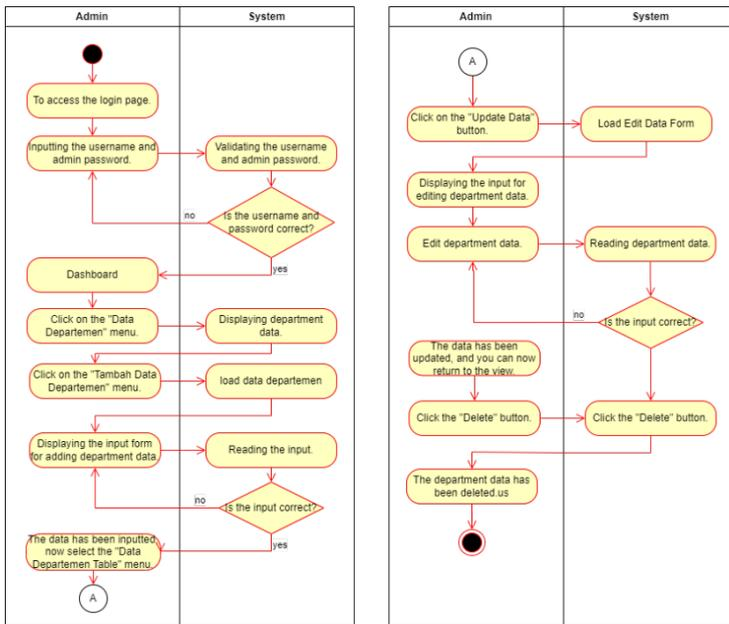 Admin
System
To access the login page.
Inputting the username and
admin password.
Validating the username
and admin password.
no
Is the username and
password correct?
yes
Dashboard
Click on the "Data
Departemen" menu.
Displaying department
data.
Click on the "Tambah Data
Departemen" menu.
load data departemen
Displaying the input form
for adding department data.
Reading the input.
no
Is the input correct?
yes
The data has been inputted
now select the "Data
Departemen Table" menu.
A
Admin
System
A
Click on the "Update Data"
button.
Load Edit Data Form
Displaying the input for
editing department data.
Edit department data.
Reading department data.
no
Is the input correct?
The data has been
updated, and you can now
return to the view.
Click the "Delete" button.
Click the "Delete" button.
The department data has
been deleted.us